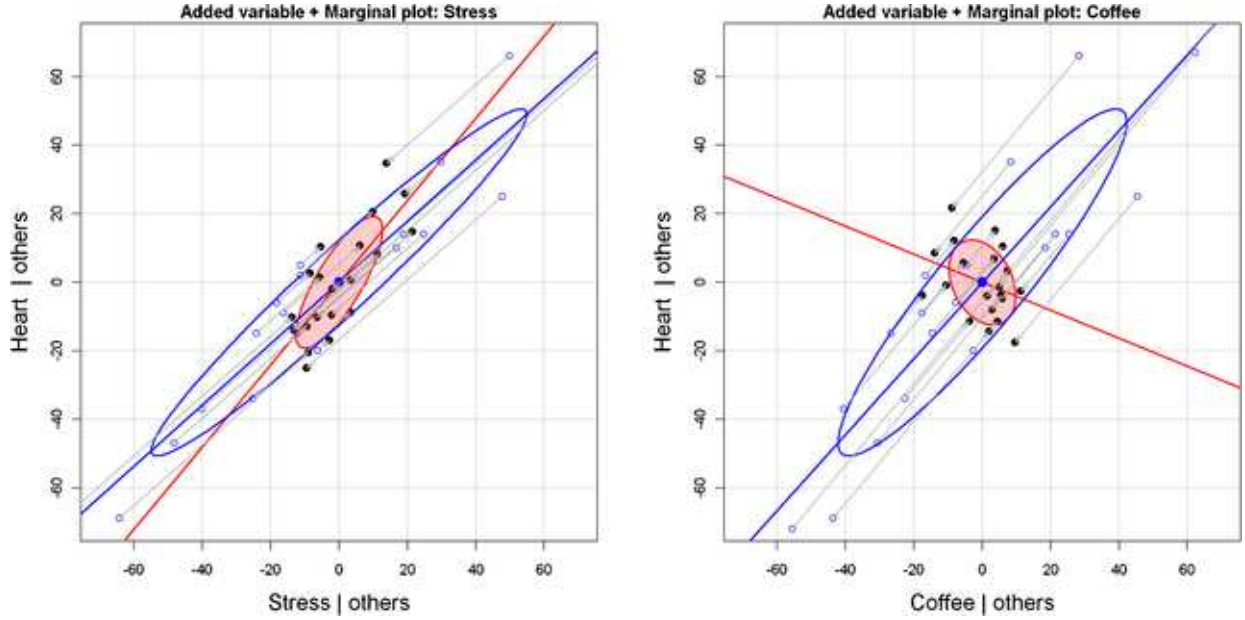 Added variable + Marginal plot: Stress
Heart | others
60
40
20
0
-20
-40
-60
-60 -40 -20 0 20 40 60
Stress | others
Added variable + Marginal plot: Coffee
Heart | others
60
40
20
0
-20
-40
-60
-60 -40 -20 0 20 40 60
Coffee | others